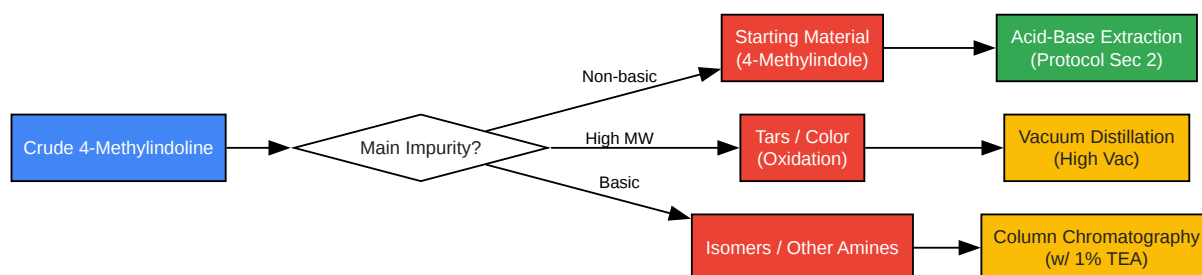 Crude 4-Methylindoline
Main Impurity?
Non-basic
Starting Material
(4-Methylindole)
Acid-Base Extraction
(Protocol Sec 2)
High MW
Tars / Color
(Oxidation)
Vacuum Distillation
(High Vac)
Basic
Isomers / Other Amines
Column Chromatography
(w/ 1% TEA)